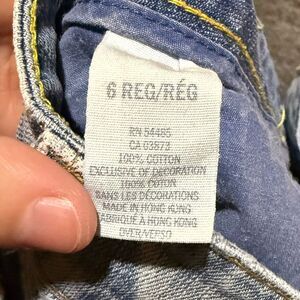 6 REG/RÉG
RN 54485
CA 03873
100% COTTON
EXCLUSIVE OF DECORATION
100% COTON
SANS LES DÉCORATIONS
MADE IN HONG KONG
FABRIQUÉ À HONG KONG
OVER/VERSO